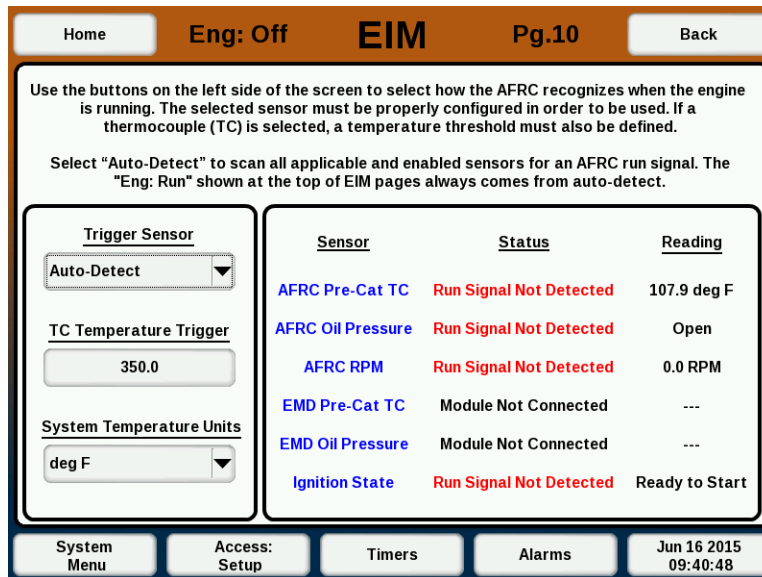 Home
Eng: Off
EIM
Pg.10
Back
Use the buttons on the left side of the screen to select how the AFRC recognizes when the engine
is running. The selected sensor must be properly configured in order to be used. If a
thermocouple (TC) is selected, a temperature threshold must also be defined.
Select “Auto-Detect” to scan all applicable and enabled sensors for an AFRC run signal. The
"Eng: Run" shown at the top of EIM pages always comes from auto-detect.
Trigger Sensor
Auto-Detect
TC Temperature Trigger
350.0
System Temperature Units
deg F
Sensor Status Reading
AFRC Pre-Cat TC Run Signal Not Detected 107.9 deg F
AFRC Oil Pressure Run Signal Not Detected Open
AFRC RPM Run Signal Not Detected 0.0 RPM
EMD Pre-Cat TC Module Not Connected ---
EMD Oil Pressure Module Not Connected ---
Ignition State Run Signal Not Detected Ready to Start
System
Menu
Access:
Setup
Timers
Alarms
Jun 16 2015
09:40:48